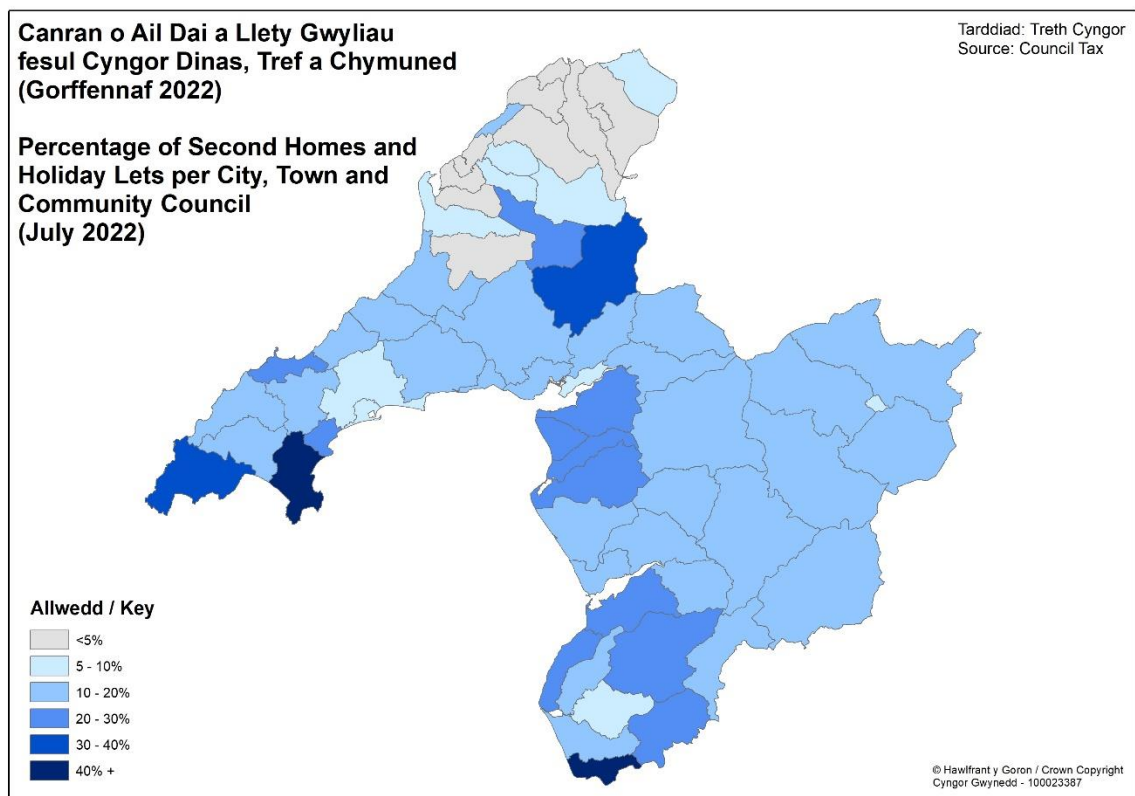 Canran o Ail Dai a Llety Gwyliau
fesul Cyngor Dinas, Tref a Chymuned
(Gorffennaf 2022)
Percentage of Second Homes and
Holiday Lets per City, Town and
Community Council
(July 2022)
Tarddiad: Treth Cyngor
Source: Council Tax
Allwedd / Key
<5%
5 - 10%
10 - 20%
20 - 30%
30 - 40%
40% +
© Hawlfraint y Goron / Crown Copyright
Cyngor Gwynedd - 100023387